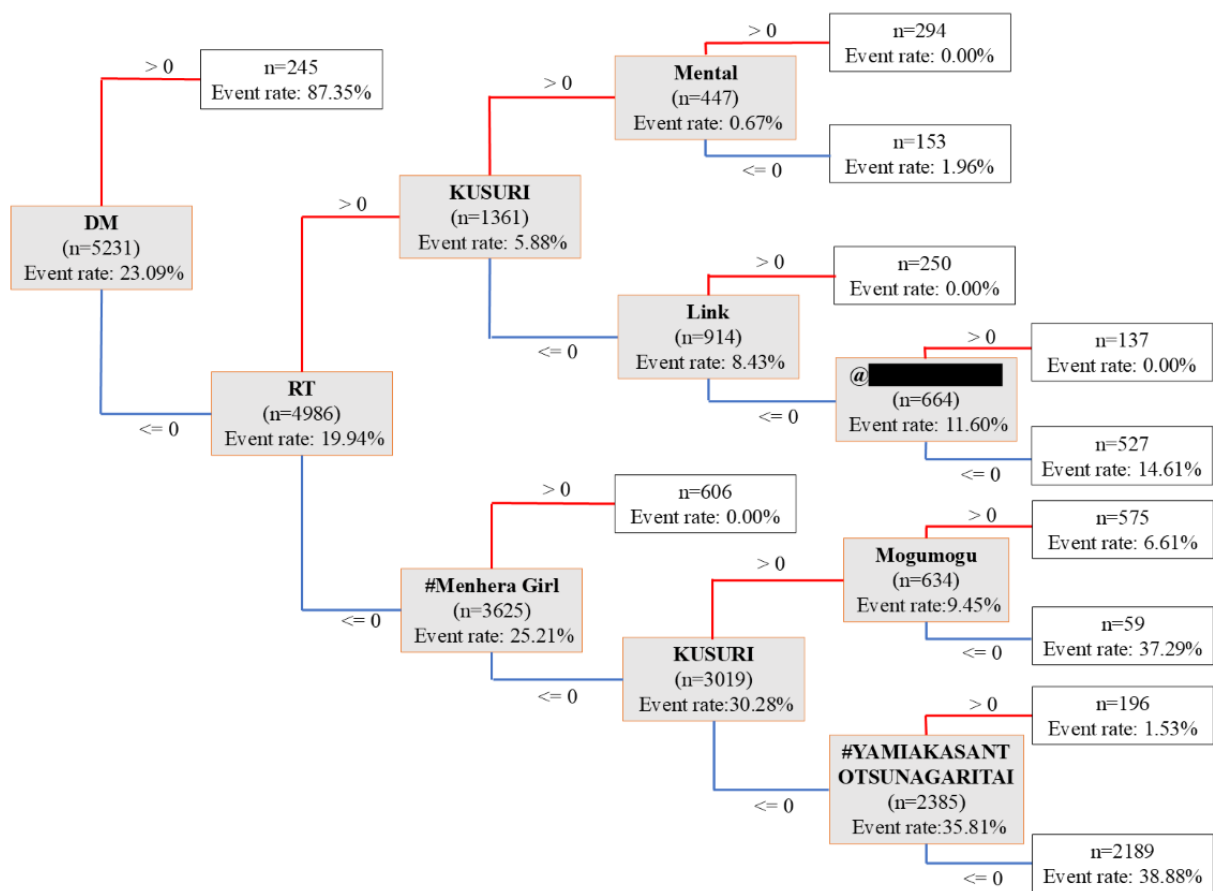 > 0
n=245
Event rate: 87.35%
DM
(n=5231)
Event rate: 23.09%
<= 0
RT
(n=4986)
Event rate: 19.94%
> 0
KUSURI
(n=1361)
Event rate: 5.88%
> 0
Mental
(n=447)
Event rate: 0.67%
> 0
n=294
Event rate: 0.00%
<= 0
n=153
Event rate: 1.96%
<= 0
Link
(n=914)
Event rate: 8.43%
> 0
n=250
Event rate: 0.00%
<= 0
@
(n=664)
Event rate: 11.60%
> 0
n=137
Event rate: 0.00%
<= 0
n=527
Event rate: 14.61%
<= 0
#Menhera Girl
(n=3625)
Event rate: 25.21%
> 0
n=606
Event rate: 0.00%
<= 0
KUSURI
(n=3019)
Event rate:30.28%
> 0
Mogumogu
(n=634)
Event rate:9.45%
> 0
n=575
Event rate: 6.61%
<= 0
n=59
Event rate: 37.29%
<= 0
#YAMIAKASANT
OTSUNAGARITAI
(n=2385)
Event rate:35.81%
> 0
n=196
Event rate: 1.53%
<= 0
n=2189
Event rate: 38.88%